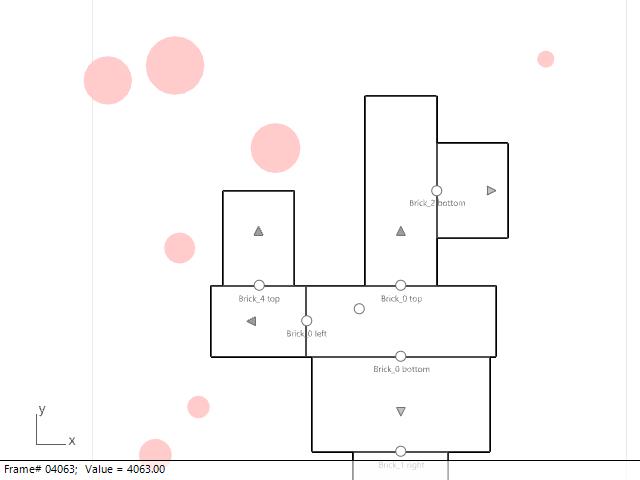 Brick_2 bottom
Brick_4 top
Brick_0 top
Brick_0 left
Brick_0 bottom
y
x
Brick_1 right
Frame# 04063; Value = 4063.00